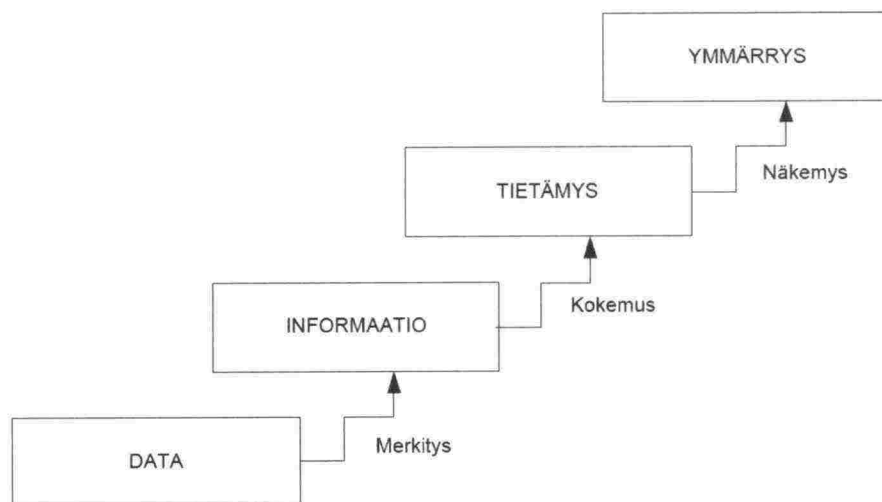 YMMÄRRYS
Näkemys
TIETÄMYS
Kokemus
INFORMAATIO
Merkitys
DATA